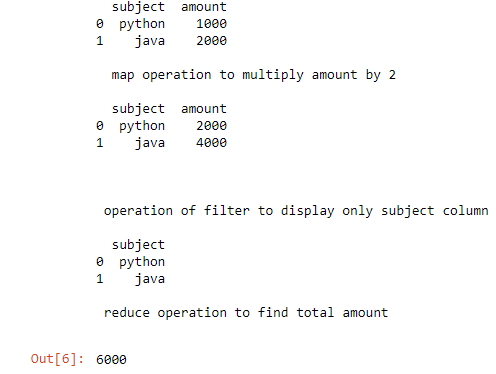 subject amount
0 python 1000
1 java 2000
map operation to multiply amount by 2
subject amount
0 python 2000
1 java 4000
operation of filter to display only subject column
subject
0 python
1 java
reduce operation to find total amount
Out[6]: 6000